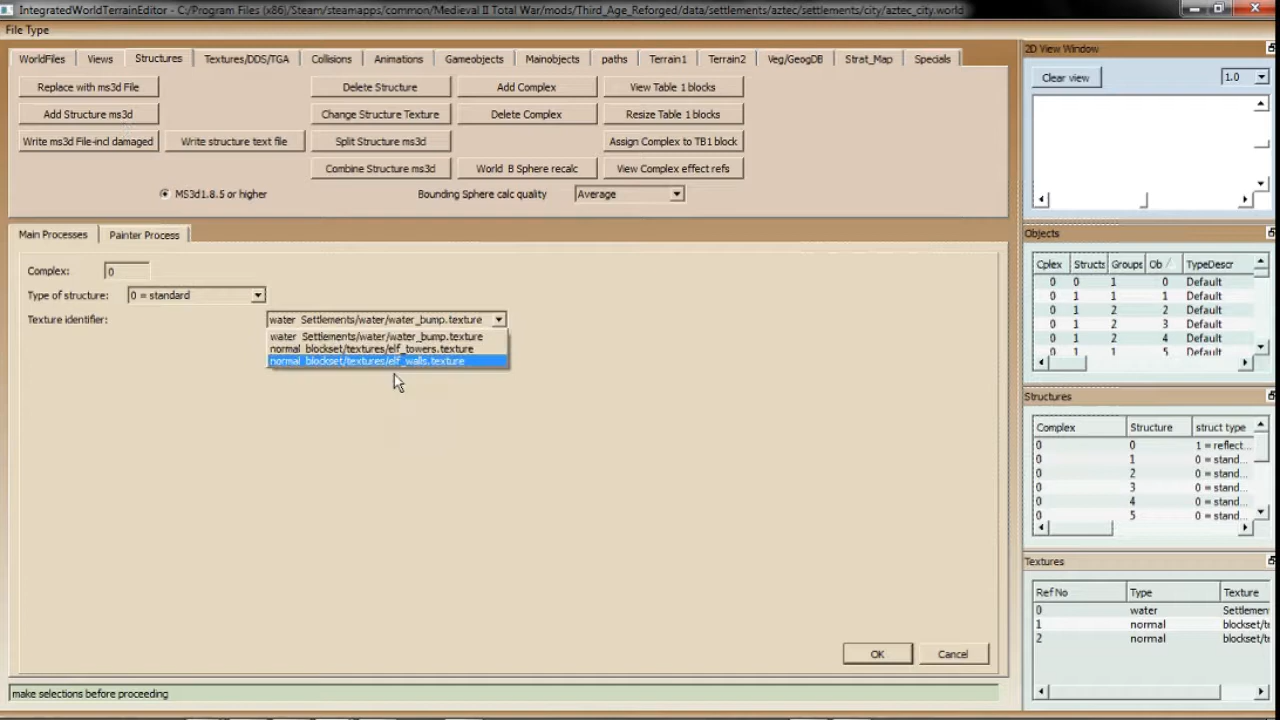 IntegratedWorldTerrainEditor - C:/Program Files (x86)/Steam/steamapps/common/Medieval II Total War/mods/Third_Age_Reforged/data/settlements/aztec/settlements/city/aztec_city.world
File Type
WorldFiles Views Structures Textures/DDS/TGA Collisions Animations Gameobjects Mainobjects paths Terrain1 Terrain2 Veg/GeogDB Strat_Map Specials
Replace with ms3d File Delete Structure Add Complex View Table 1 blocks
Add Structure ms3d Change Structure Texture Delete Complex Resize Table 1 blocks
Write ms3d File-incl damaged Write structure text file Split Structure ms3d Assign Complex to TB1 block
Combine Structure ms3d World B Sphere recalc View Complex effect refs
MS3d1.8.5 or higher Bounding Sphere calc quality Average
Main Processes Painter Process
Complex: 0
Type of structure: 0 = standard
Texture identifier: water Settlements/water/water_bump.texture
water Settlements/water/water_bump.texture
normal blockset/textures/elf_towers.texture
normal blockset/textures/elf_walls.texture
OK Cancel
make selections before proceeding
2D View Window
Clear view 1.0
Objects
Cplex Structs Groups Ob TypeDescr
0 0 1 0 Default
0 1 1 1 Default
0 1 2 2 Default
0 1 2 3 Default
0 1 2 4 Default
0 1 1 5 Default
Structures
Complex Structure struct type
0 0 1 = reflect...
0 1 0 = stand...
0 2 0 = stand...
0 3 0 = stand...
0 4 0 = stand...
0 5 0 = stand...
Textures
Ref No Type Texture
0 water Settlemen
1 normal blockset/te
2 normal blockset/te